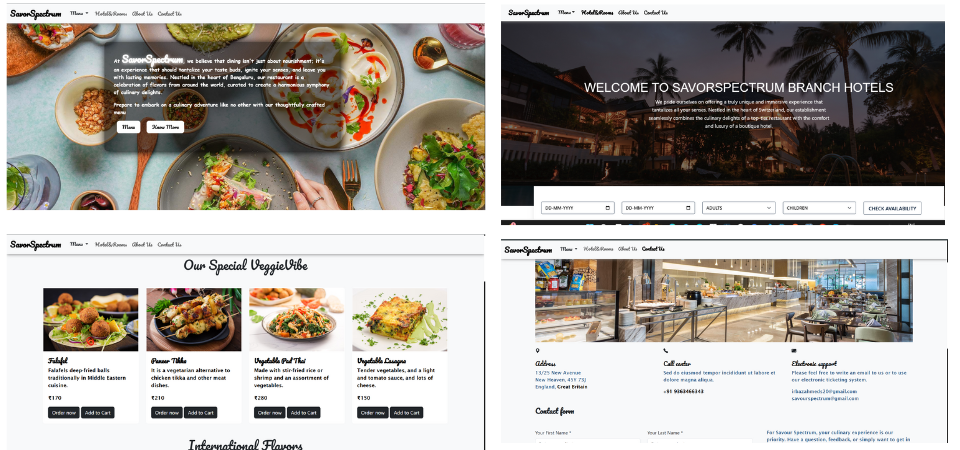 SavorSpectrum Menu Hotel&Rooms About Us Contact Us
At SavorSpectrum, we believe that dining isn't just about nourishment; it's
an experience that should tantalize your taste buds, ignite your senses, and leave you
with lasting memories. Nestled in the heart of Bengaluru, our restaurant is a
celebration of flavors from around the world, curated to create a harmonious symphony
of culinary delights.
Prepare to embark on a culinary adventure like no other with our thoughtfully crafted
menu
Menu Know More
SavorSpectrum Menu Hotel&Rooms About Us Contact Us
WELCOME TO SAVORSPECTRUM BRANCH HOTELS
We pride ourselves on offering a truly unique and immersive experience that
tantalizes all your senses. Nestled in the heart of Switzerland, our establishment
seamlessly combines the culinary delights of a top-tier restaurant with the comfort
and luxury of a boutique hotel.
DD-MM-YYYY DD-MM-YYYY ADULTS CHILDREN CHECK AVAILABILITY
SavorSpectrum Menu Hotel&Rooms About Us Contact Us
Our Special VeggieVibe
Falafel
Falafels deep-fried balls
traditionally in Middle Eastern
cuisine.
₹170
Order now Add to Cart
Paneer Tikka
It is a vegetarian alternative to
chicken tikka and other meat
dishes.
₹210
Order now Add to Cart
Vegetable Pad Thai
Made with stir-fried rice or
shrimp and an assortment of
vegetables.
₹280
Order now Add to Cart
Vegetable Lasagna
Tender vegetables, and a light
and tomato sauce, and lots of
cheese.
₹150
Order now Add to Cart
International Flavors
SavorSpectrum Menu Hotel&Rooms About Us Contact Us
Address
13/25 New Avenue
New Heaven, 45Y 73J
England, Great Britain
Call center
Sed do eiusmod tempor incididunt ut labore et
dolore magna aliqua.
+91 9363466343
Electronic support
Please feel free to write an email to us or to use
our electronic ticketing system.
savourspectrum@gmail.com
Contact form
Your First Name *
Your Last Name *
For Savour Spectrum, your culinary experience is our
priority. Have a question, feedback, or simply want to get in